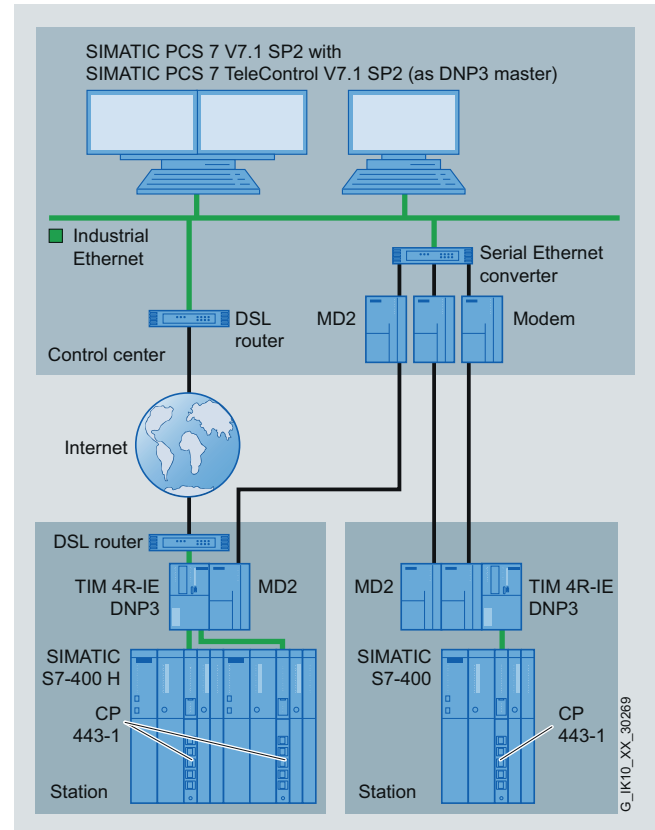 SIMATIC PCS 7 V7.1 SP2 with
SIMATIC PCS 7 TeleControl V7.1 SP2 (as DNP3 master)
Industrial
Ethernet
Serial Ethernet
converter
DSL
router
MD2
Modem
Control center
Internet
DSL router
TIM 4R-IE
DNP3
MD2
MD2
TIM 4R-IE
DNP3
SIMATIC
S7-400 H
CP
443-1
Station
SIMATIC
S7-400
CP
443-1
Station
G_IK10_XX_30269